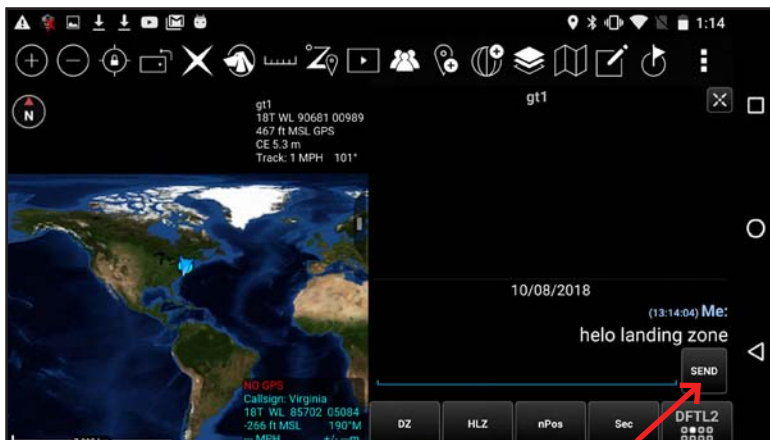 1:14
N
gt1
18T WL 90681 00989
467 ft MSL GPS
CE 5.3 m
Track: 1 MPH 101°
gt1
10/08/2018
(13:14:04) Me:
helo landing zone
SEND
NO GPS
Callsign: Virginia
18T WL 85702 05084
-266 ft MSL 190°M
-- MPH +/- --m
DZ
HLZ
nPos
Sec
DFTL2